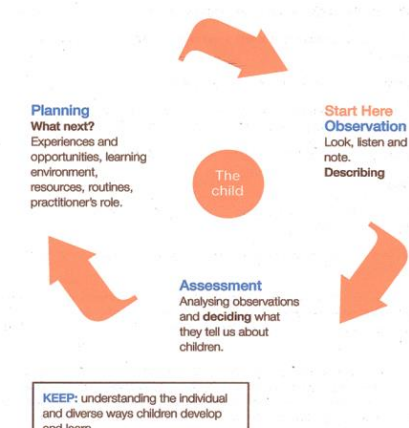 Planning
What next?
Experiences and
opportunities, learning
environment,
resources, routines,
practitioner's role.
Start Here
Observation
Look, listen and
note.
Describing
The
child
Assessment
Analysing observations
and deciding what
they tell us about
children.
KEEP: understanding the individual
and diverse ways children develop
and learn